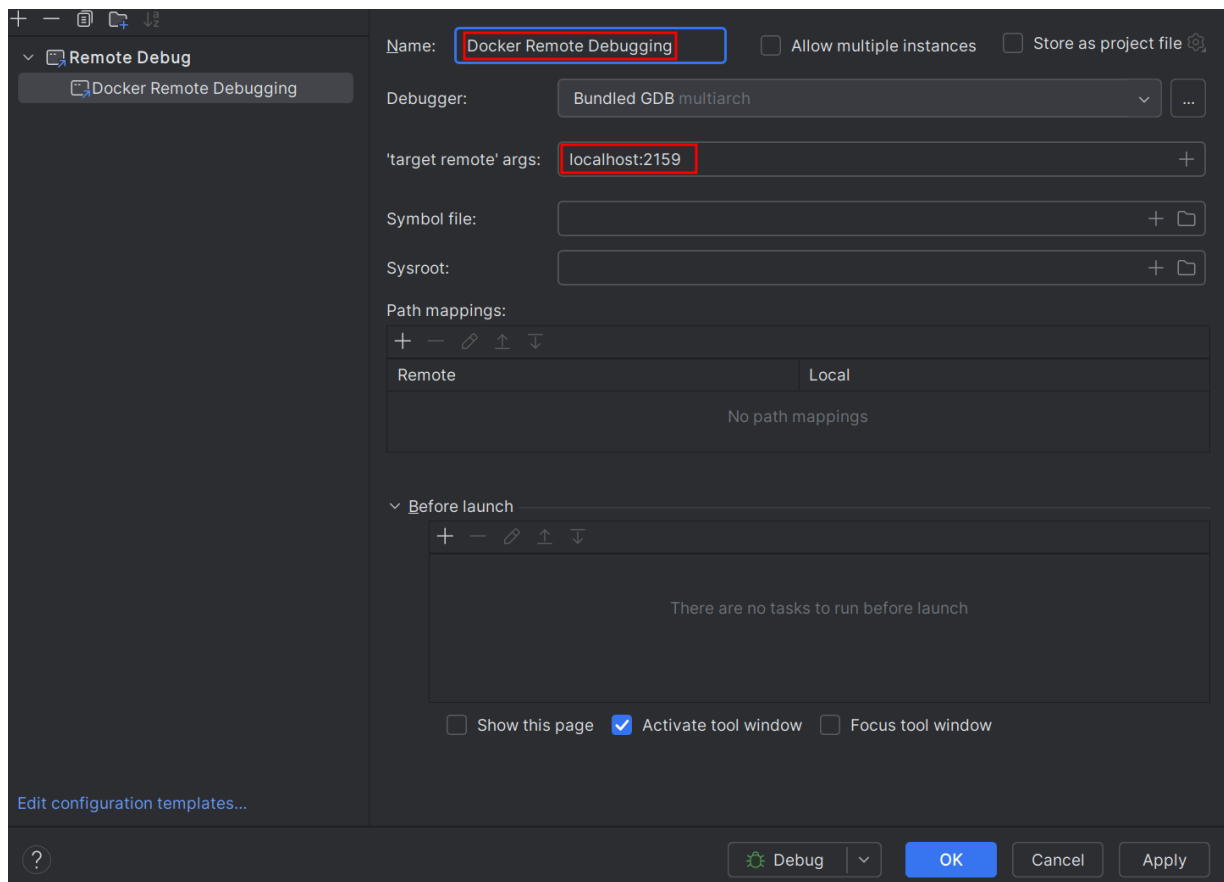 Remote Debug
Docker Remote Debugging
Edit configuration templates...
Name: Docker Remote Debugging Allow multiple instances Store as project file
Debugger: Bundled GDB multiarch ...
'target remote' args: localhost:2159
Symbol file:
Sysroot:
Path mappings:
Remote Local
No path mappings
Before launch
There are no tasks to run before launch
Show this page Activate tool window Focus tool window
? Debug OK Cancel Apply